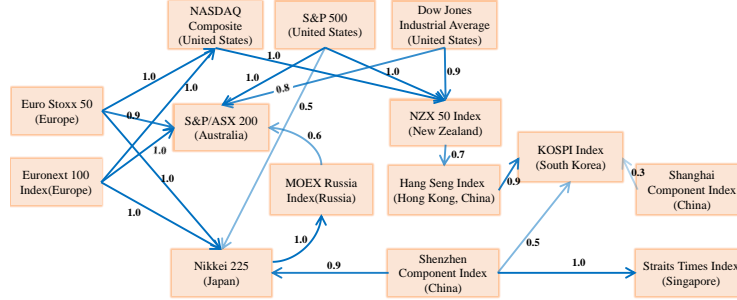 NASDAQ
Composite
(United States)
S&P 500
(United States)
Dow Jones
Industrial Average
(United States)
1.0
1.0
1.0
1.0
0.9
1.0
0.8
0.5
Euro Stoxx 50
(Europe)
0.9
S&P/ASX 200
(Australia)
NZX 50 Index
(New Zealand)
0.6
1.0
0.7
KOSPI Index
(South Korea)
Euronext 100
Index(Europe)
1.0
MOEX Russia
Index(Russia)
Hang Seng Index
(Hong Kong, China)
0.9
0.3
Shanghai
Component Index
(China)
1.0
1.0
0.5
Nikkei 225
(Japan)
0.9
Shenzhen
Component Index
(China)
1.0
Straits Times Index
(Singapore)